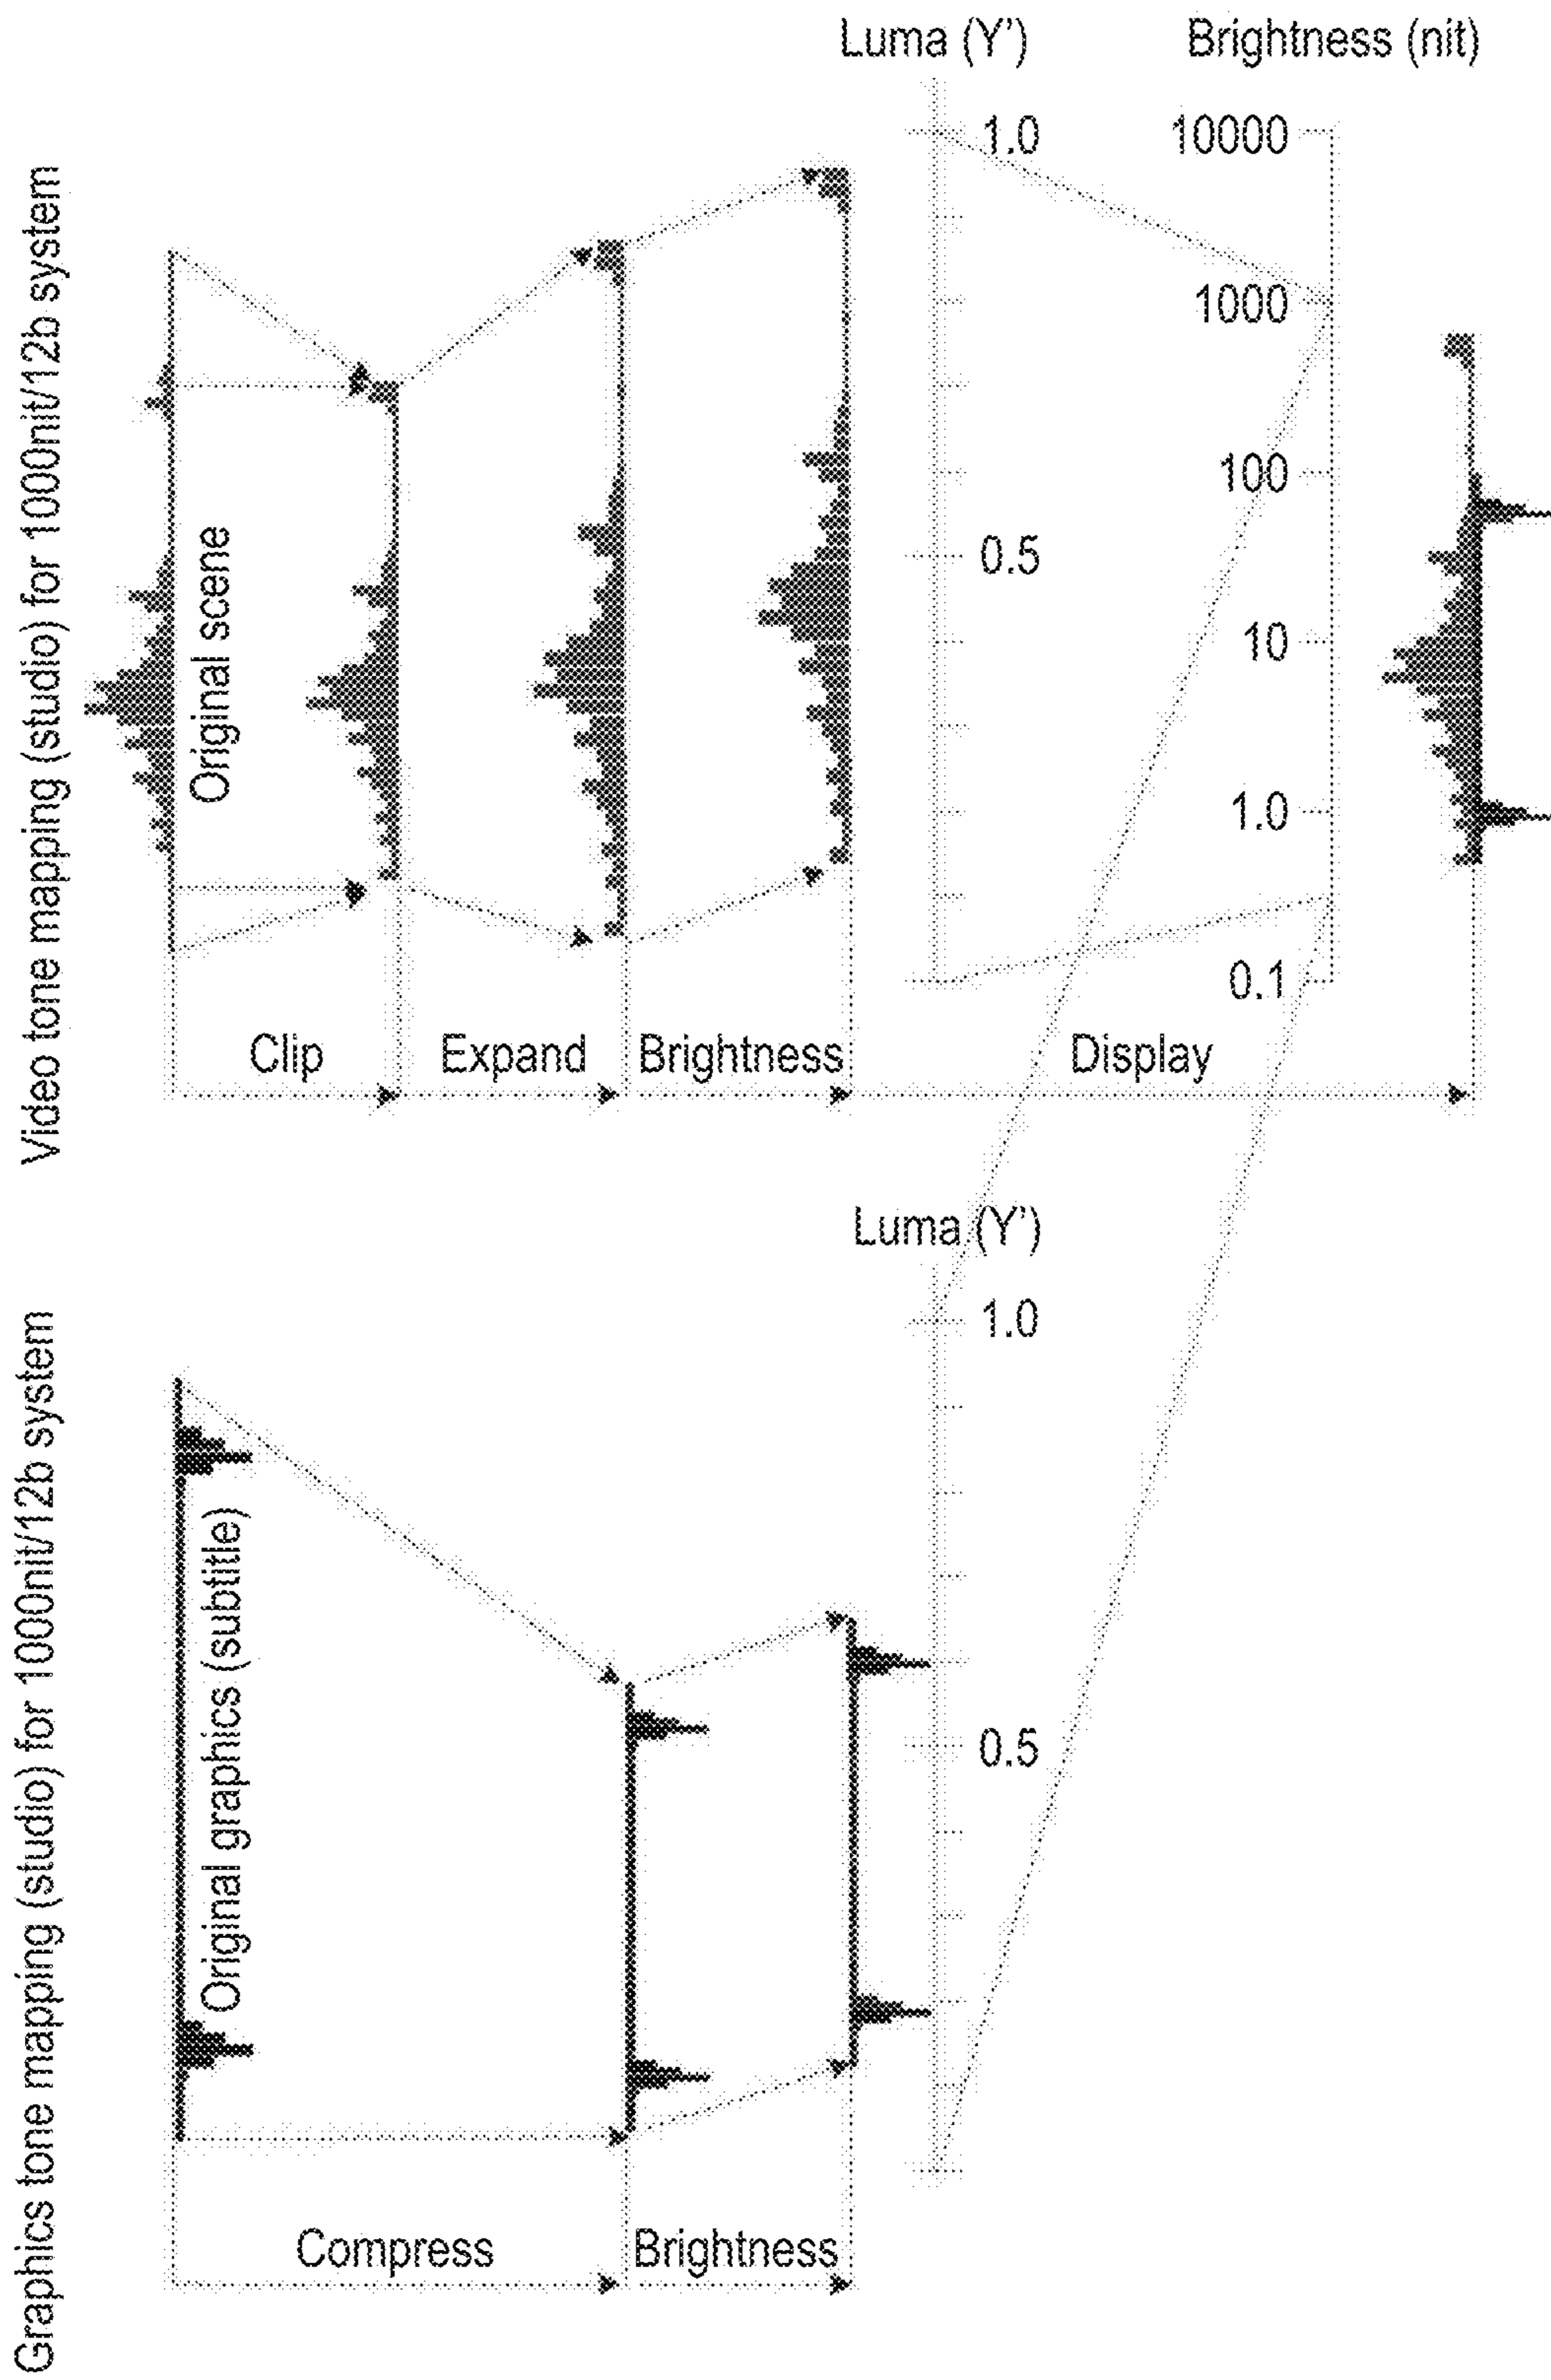 Video tone mapping (studio) for 1000nit/12b system
Original scene
Clip
Expand
Brightness
Display
Luma (Y')
1.0
0.5
Brightness (nit)
10000
1000
100
10
1.0
0.1
Graphics tone mapping (studio) for 1000nit/12b system
Original graphics (subtitle)
Compress
Brightness
Luma (Y')
1.0
0.5